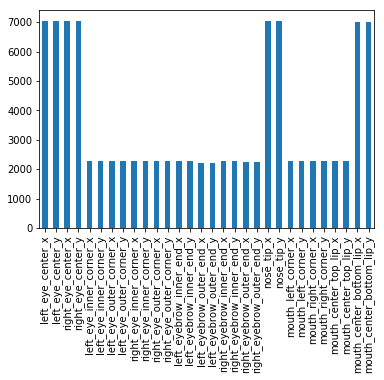 7000
6000
5000
4000
3000
2000
1000
0
left_eye_center_x
left_eye_center_y
right_eye_center_x
right_eye_center_y
left_eye_inner_corner_x
left_eye_inner_corner_y
left_eye_outer_corner_x
left_eye_outer_corner_y
right_eye_inner_corner_x
right_eye_inner_corner_y
right_eye_outer_corner_x
right_eye_outer_corner_y
left_eyebrow_inner_end_x
left_eyebrow_inner_end_y
left_eyebrow_outer_end_x
left_eyebrow_outer_end_y
right_eyebrow_inner_end_x
right_eyebrow_inner_end_y
right_eyebrow_outer_end_x
right_eyebrow_outer_end_y
nose_tip_x
nose_tip_y
mouth_left_corner_x
mouth_left_corner_y
mouth_right_corner_x
mouth_right_corner_y
mouth_center_top_lip_x
mouth_center_top_lip_y
mouth_center_bottom_lip_x
mouth_center_bottom_lip_y